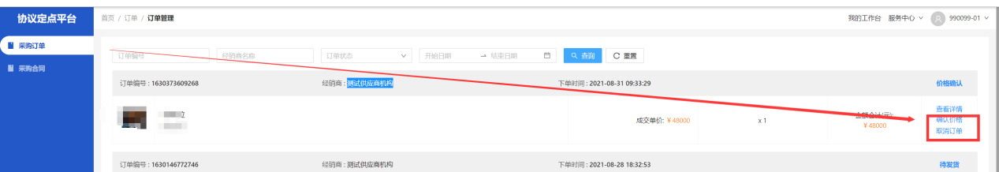 协议定点平台
首页 / 订单 / 订单管理
我的工作台 服务中心 990099-01
采购订单
采购合同
订单编号 经销商名称 订单状态 开始日期 → 结束日期 查询 重置
订单编号 : 1630373609268 经销商 : 测试供应商机构 下单时间 : 2021-08-31 09:33:29 价格确认
查看详情
成交单价: ¥ 48000 x 1 金额合计(元): 确认价格
¥ 48000
取消订单
订单编号 : 1630146772746 经销商 : 测试供应商机构 下单时间 : 2021-08-28 18:32:53 待发货